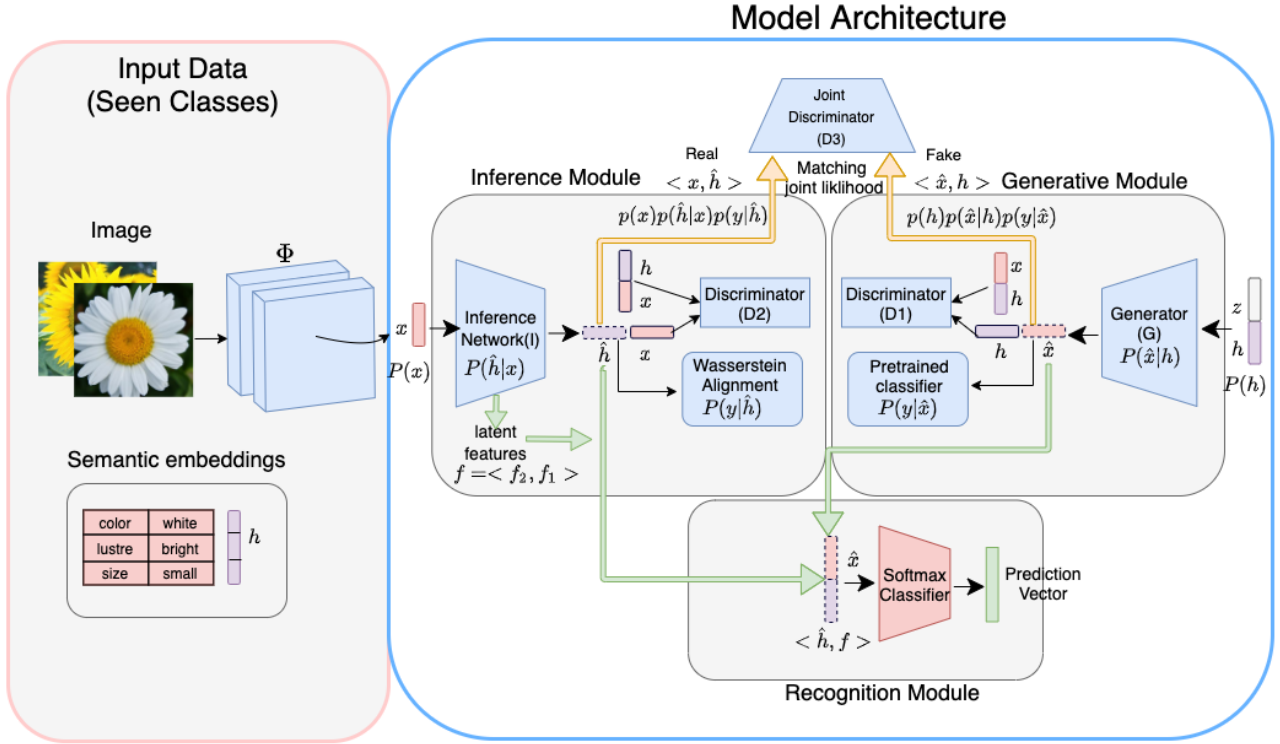 Model Architecture
Input Data
(Seen Classes)
Image
Φ
x
P(x)
Semantic embeddings
color white
lustre bright
size small
h
Joint
Discriminator
(D3)
Real
< x, ĥ >
Matching
joint liklihood
Fake
< x̂, h >
Inference Module
p(x)p(ĥ|x)p(y|ĥ)
Inference
Network(I)
P(ĥ|x)
h
x
ĥ
x
Discriminator
(D2)
Wasserstein
Alignment
P(y|ĥ)
latent
features
f =< f₂, f₁ >
Generative Module
p(h)p(x̂|h)p(y|x̂)
Discriminator
(D1)
x
h
h
x̂
Pretrained
classifier
P(y|x̂)
Generator
(G)
P(x̂|h)
z
h
P(h)
x̂
< ĥ, f >
Softmax
Classifier
Prediction
Vector
Recognition Module